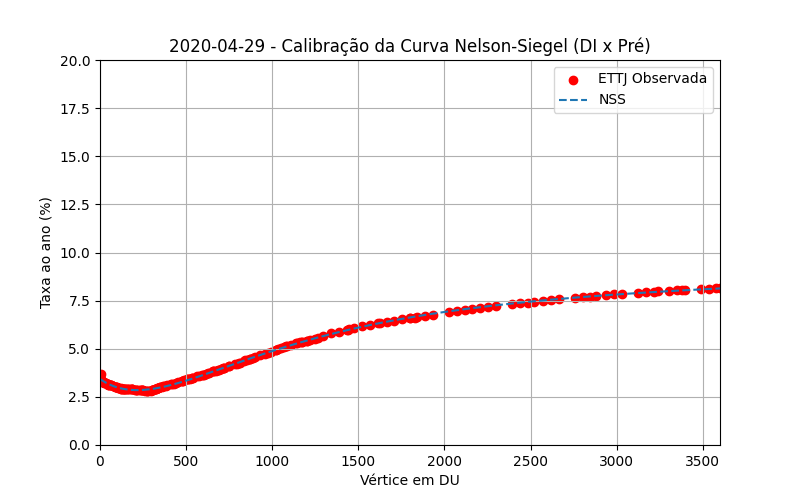 2020-04-29 - Calibração da Curva Nelson-Siegel (DI x Pré)
20.0
17.5
15.0
12.5
10.0
7.5
5.0
2.5
0.0
Taxa ao ano (%)
ETTJ Observada
NSS
0 500 1000 1500 2000 2500 3000 3500
Vértice em DU